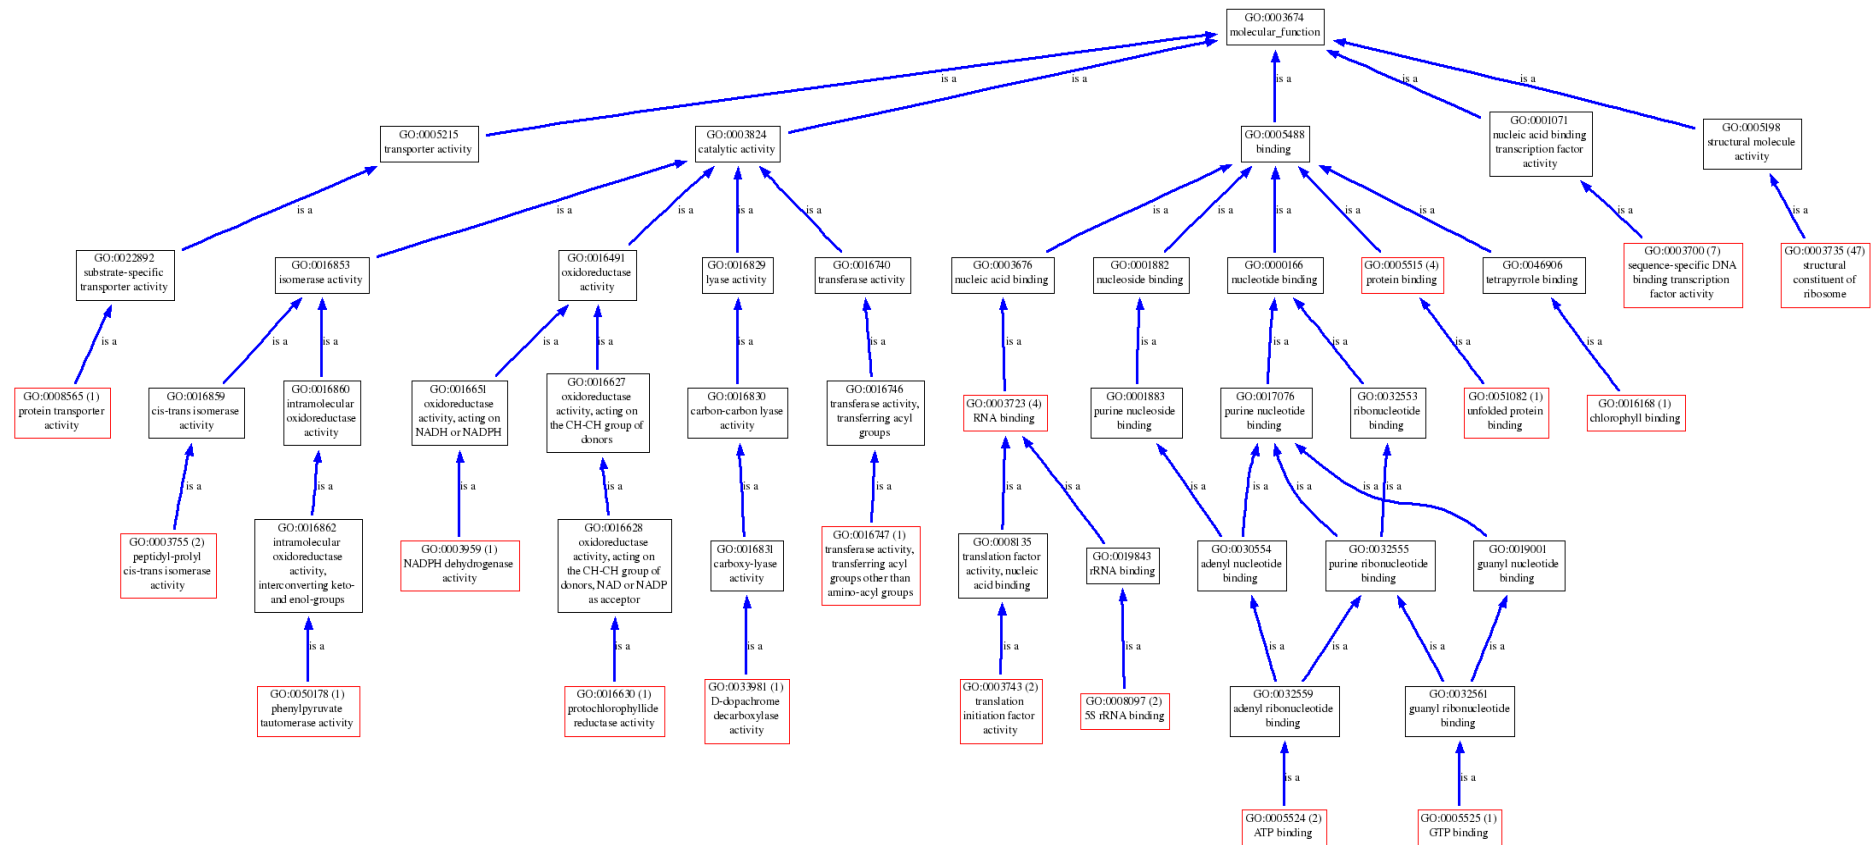 GO:0003674
molecular_function
is a
is a
is a
is a
is a
GO:0005215
transporter activity
GO:0003824
catalytic activity
GO:0005488
binding
GO:0001071
nucleic acid binding
transcription factor
activity
GO:0005198
structural molecule
activity
is a
is a
is a
is a
is a
is a
is a
is a
is a
is a
is a
is a
GO:0022892
substrate-specific
transporter activity
GO:0016853
isomerase activity
GO:0016491
oxidoreductase
activity
GO:0016829
lyase activity
GO:0016740
transferase activity
GO:0003676
nucleic acid binding
GO:0001882
nucleoside binding
GO:0000166
nucleotide binding
GO:0005515 (4)
protein binding
GO:0046906
tetrapyrrole binding
GO:0003700 (7)
sequence-specific DNA
binding transcription
factor activity
GO:0003735 (47)
structural
constituent of
ribosome
is a
is a
is a
is a
is a
is a
is a
is a
is a
is a
is a
is a
is a
GO:0008565 (1)
protein transporter
activity
GO:0016859
cis-trans isomerase
activity
GO:0016860
intramolecular
oxidoreductase
activity
GO:0016651
oxidoreductase
activity, acting on
NADH or NADPH
GO:0016627
oxidoreductase
activity, acting on
the CH-CH group of
donors
GO:0016830
carbon-carbon lyase
activity
GO:0016746
transferase activity,
transferring acyl
groups
GO:0003723 (4)
RNA binding
GO:0001883
purine nucleoside
binding
GO:0017076
purine nucleotide
binding
GO:0032553
ribonucleotide
binding
GO:0051082 (1)
unfolded protein
binding
GO:0016168 (1)
chlorophyll binding
is a
is a
is a
is a
is a
is a
is a
is a
is a
is a
is a
is a
is a
GO:0003755 (2)
peptidyl-prolyl
cis-trans isomerase
activity
GO:0016862
intramolecular
oxidoreductase
activity,
interconverting keto-
and enol-groups
GO:0003959 (1)
NADPH dehydrogenase
activity
GO:0016628
oxidoreductase
activity, acting on
the CH-CH group of
donors, NAD or NADP
as acceptor
GO:0016831
carboxy-lyase
activity
GO:0016747 (1)
transferase activity,
transferring acyl
groups other than
amino-acyl groups
GO:0008135
translation factor
activity, nucleic
acid binding
GO:0019843
rRNA binding
GO:0030554
adenyl nucleotide
binding
GO:0032555
purine ribonucleotide
binding
GO:0019001
guanyl nucleotide
binding
is a
is a
is a
is a
is a
is a
is a
is a
is a
GO:0050178 (1)
phenylpyruvate
tautomerase activity
GO:0016630 (1)
protochlorophyllide
reductase activity
GO:0033981 (1)
D-dopachrome
decarboxylase
activity
GO:0003743 (2)
translation
initiation factor
activity
GO:0008097 (2)
5S rRNA binding
GO:0032559
adenyl ribonucleotide
binding
GO:0032561
guanyl ribonucleotide
binding
is a
is a
GO:0005524 (2)
ATP binding
GO:0005525 (1)
GTP binding